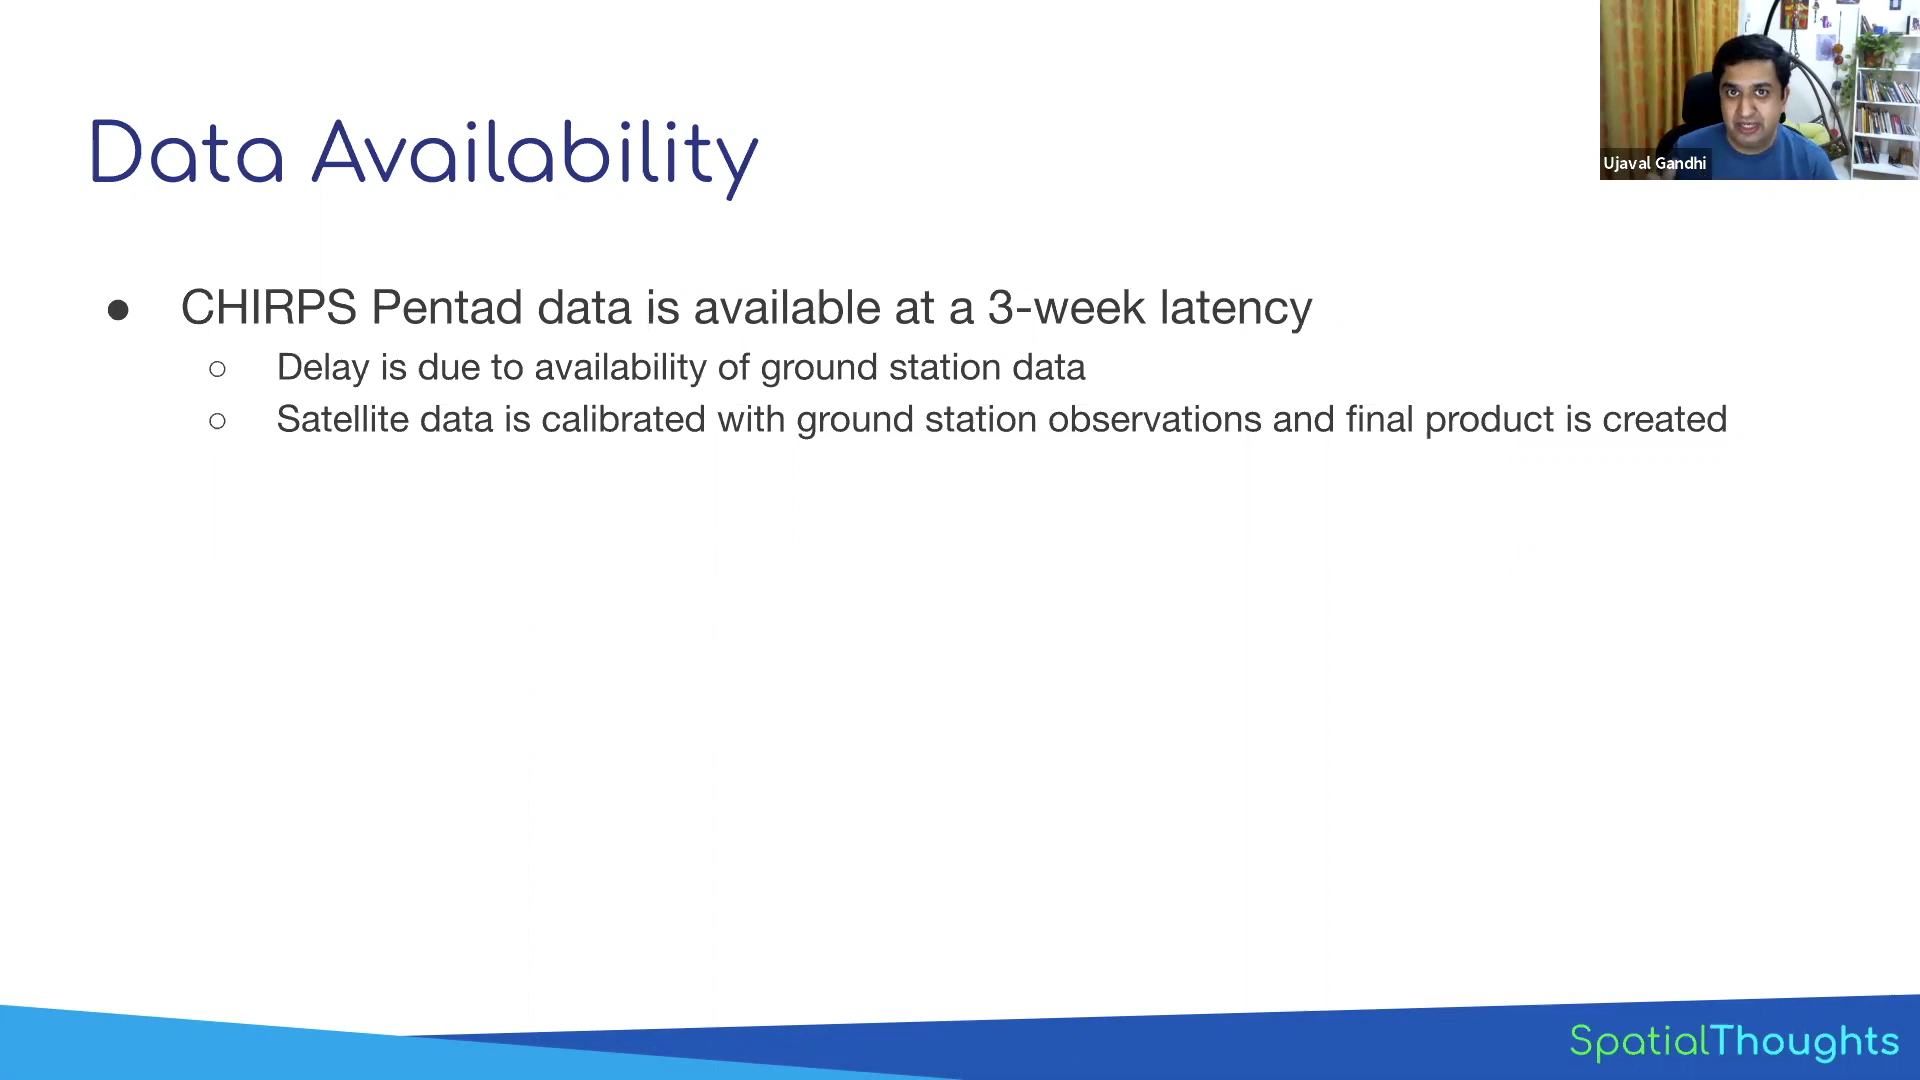 Data Availability
Ujaval Gandhi
● CHIRPS Pentad data is available at a 3-week latency
○ Delay is due to availability of ground station data
○ Satellite data is calibrated with ground station observations and final product is created
SpatialThoughts